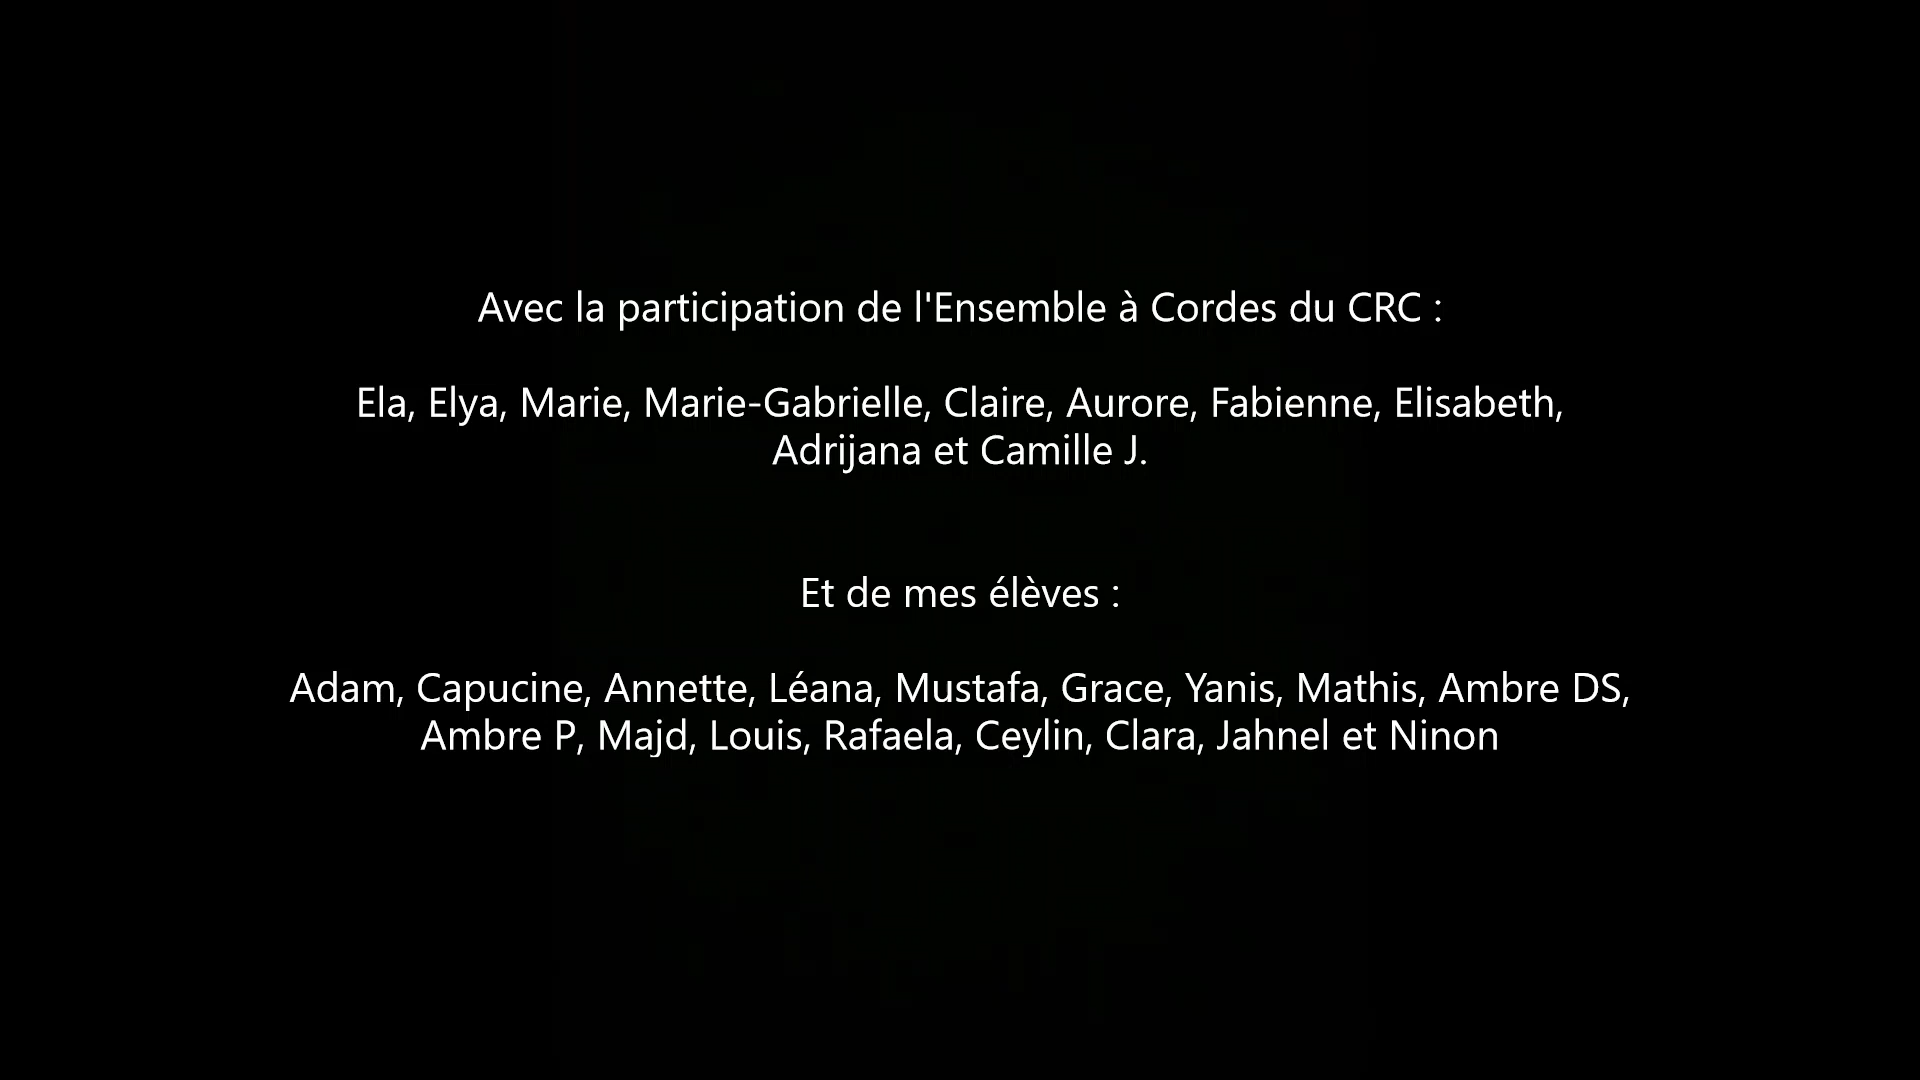 Avec la participation de l'Ensemble à Cordes du CRC :
Ela, Elya, Marie, Marie-Gabrielle, Claire, Aurore, Fabienne, Elisabeth,
Adrijana et Camille J.
Et de mes élèves :
Adam, Capucine, Annette, Léana, Mustafa, Grace, Yanis, Mathis, Ambre DS,
Ambre P, Majd, Louis, Rafaela, Ceylin, Clara, Jahnel et Ninon